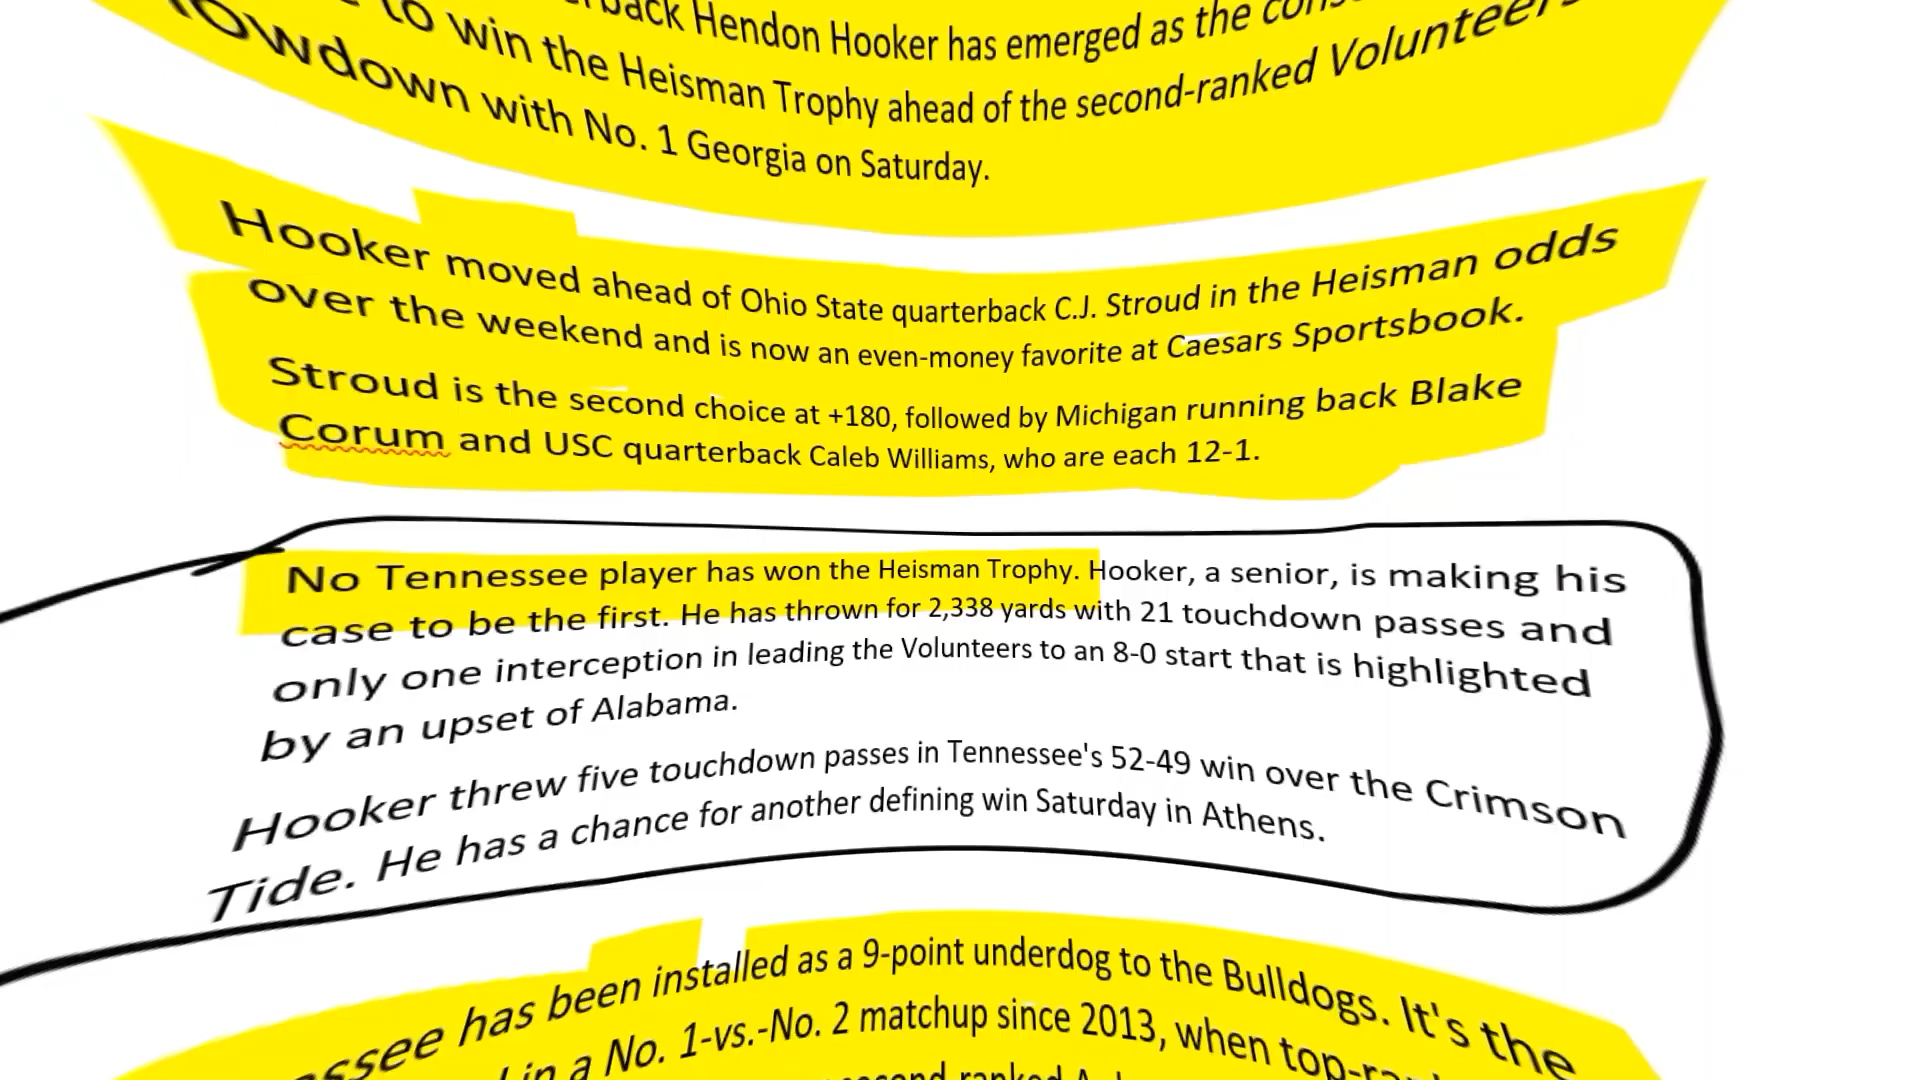 Hendon Hooker has emerged as the
to win the Heisman Trophy ahead of the second-ranked Volunteers
with No. 1 Georgia on Saturday.
Hooker moved ahead of Ohio State quarterback C.J. Stroud in the Heisman odds
over the weekend and is now an even-money favorite at Caesars Sportsbook.
Stroud is the second choice at +180, followed by Michigan running back Blake
Corum and USC quarterback Caleb Williams, who are each 12-1.
No Tennessee player has won the Heisman Trophy. Hooker, a senior, is making his
case to be the first. He has thrown for 2,338 yards with 21 touchdown passes and
only one interception in leading the Volunteers to an 8-0 start that is highlighted
by an upset of Alabama.
Hooker threw five touchdown passes in Tennessee's 52-49 win over the Crimson
Tide. He has a chance for another defining win Saturday in Athens.
has been installed as a 9-point underdog to the Bulldogs. It's the
in a No. 1-vs.-No. 2 matchup since 2013, when